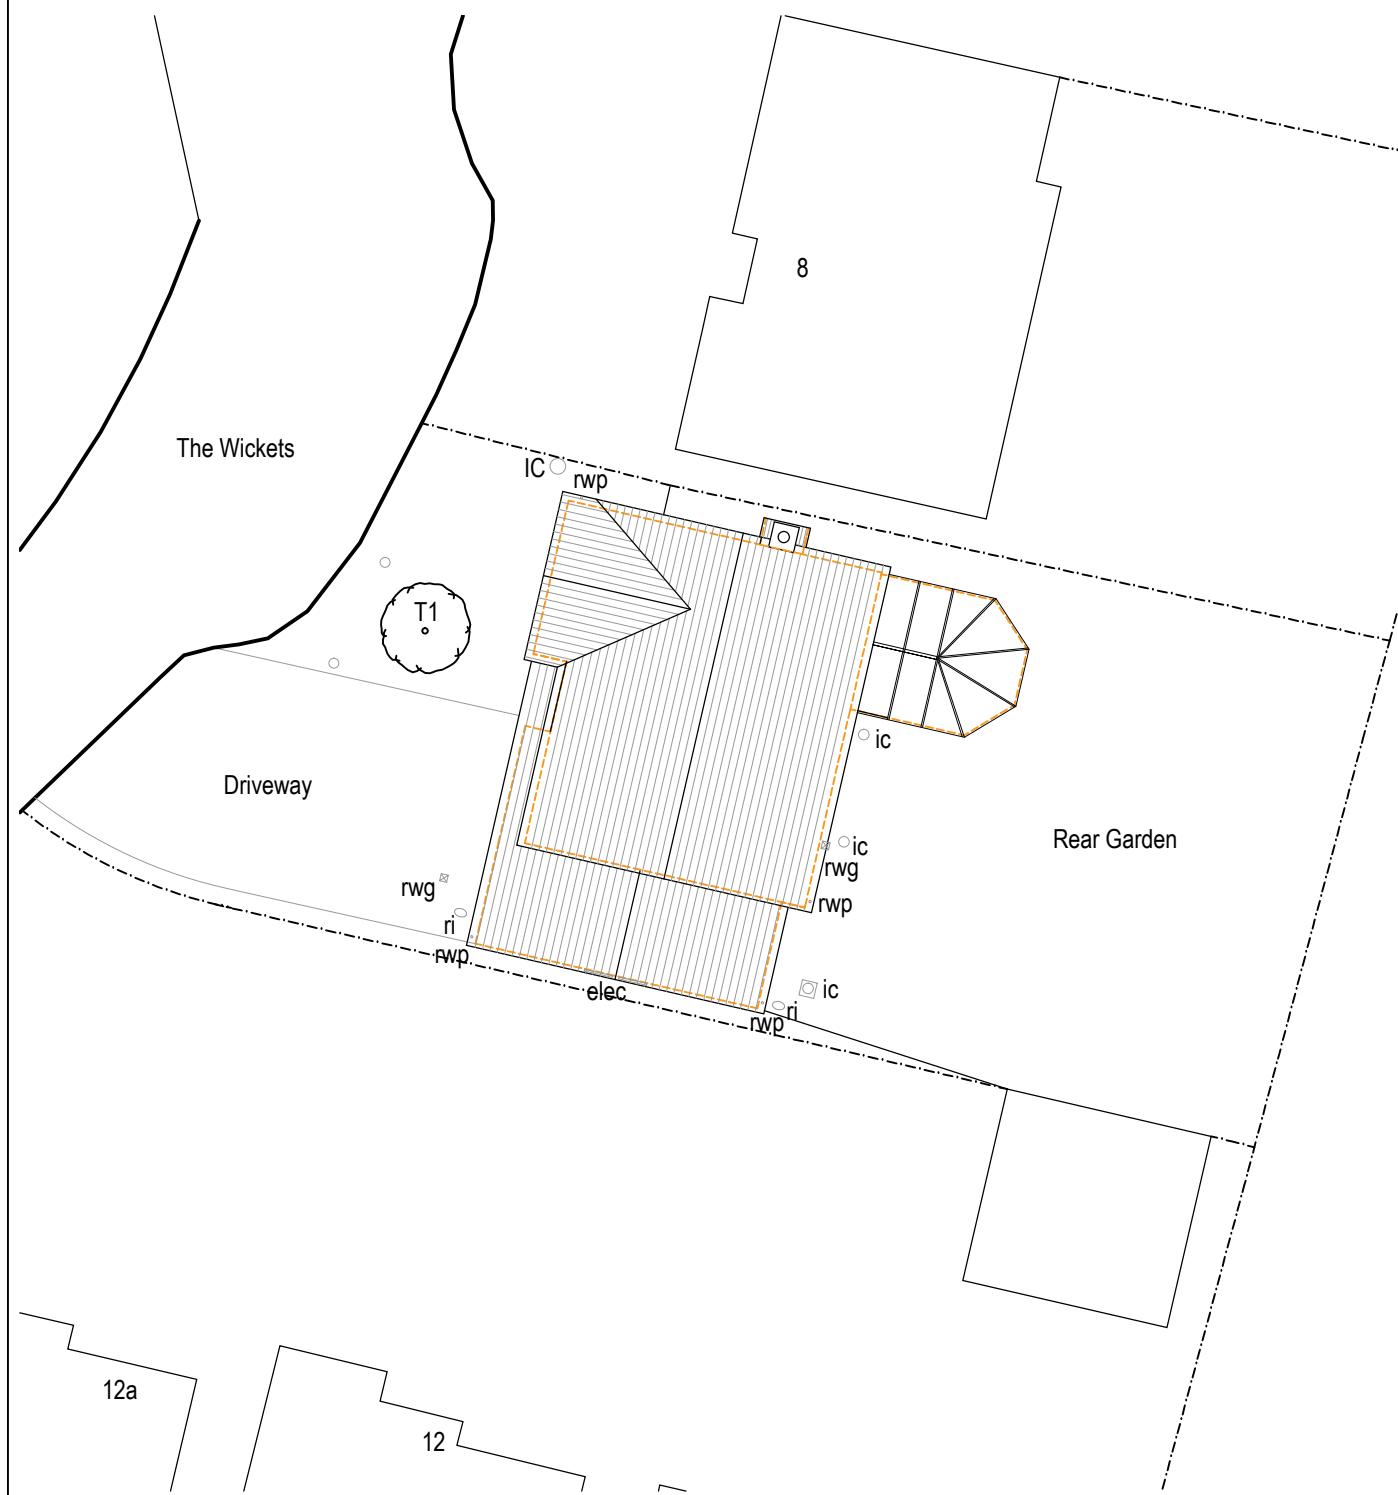 8
The Wickets
IC
rwp
T1
ic
Driveway
Rear Garden
ic
rwg
rwg
rwp
ri
rwp
elec
ic
ri
rwp
12a
12